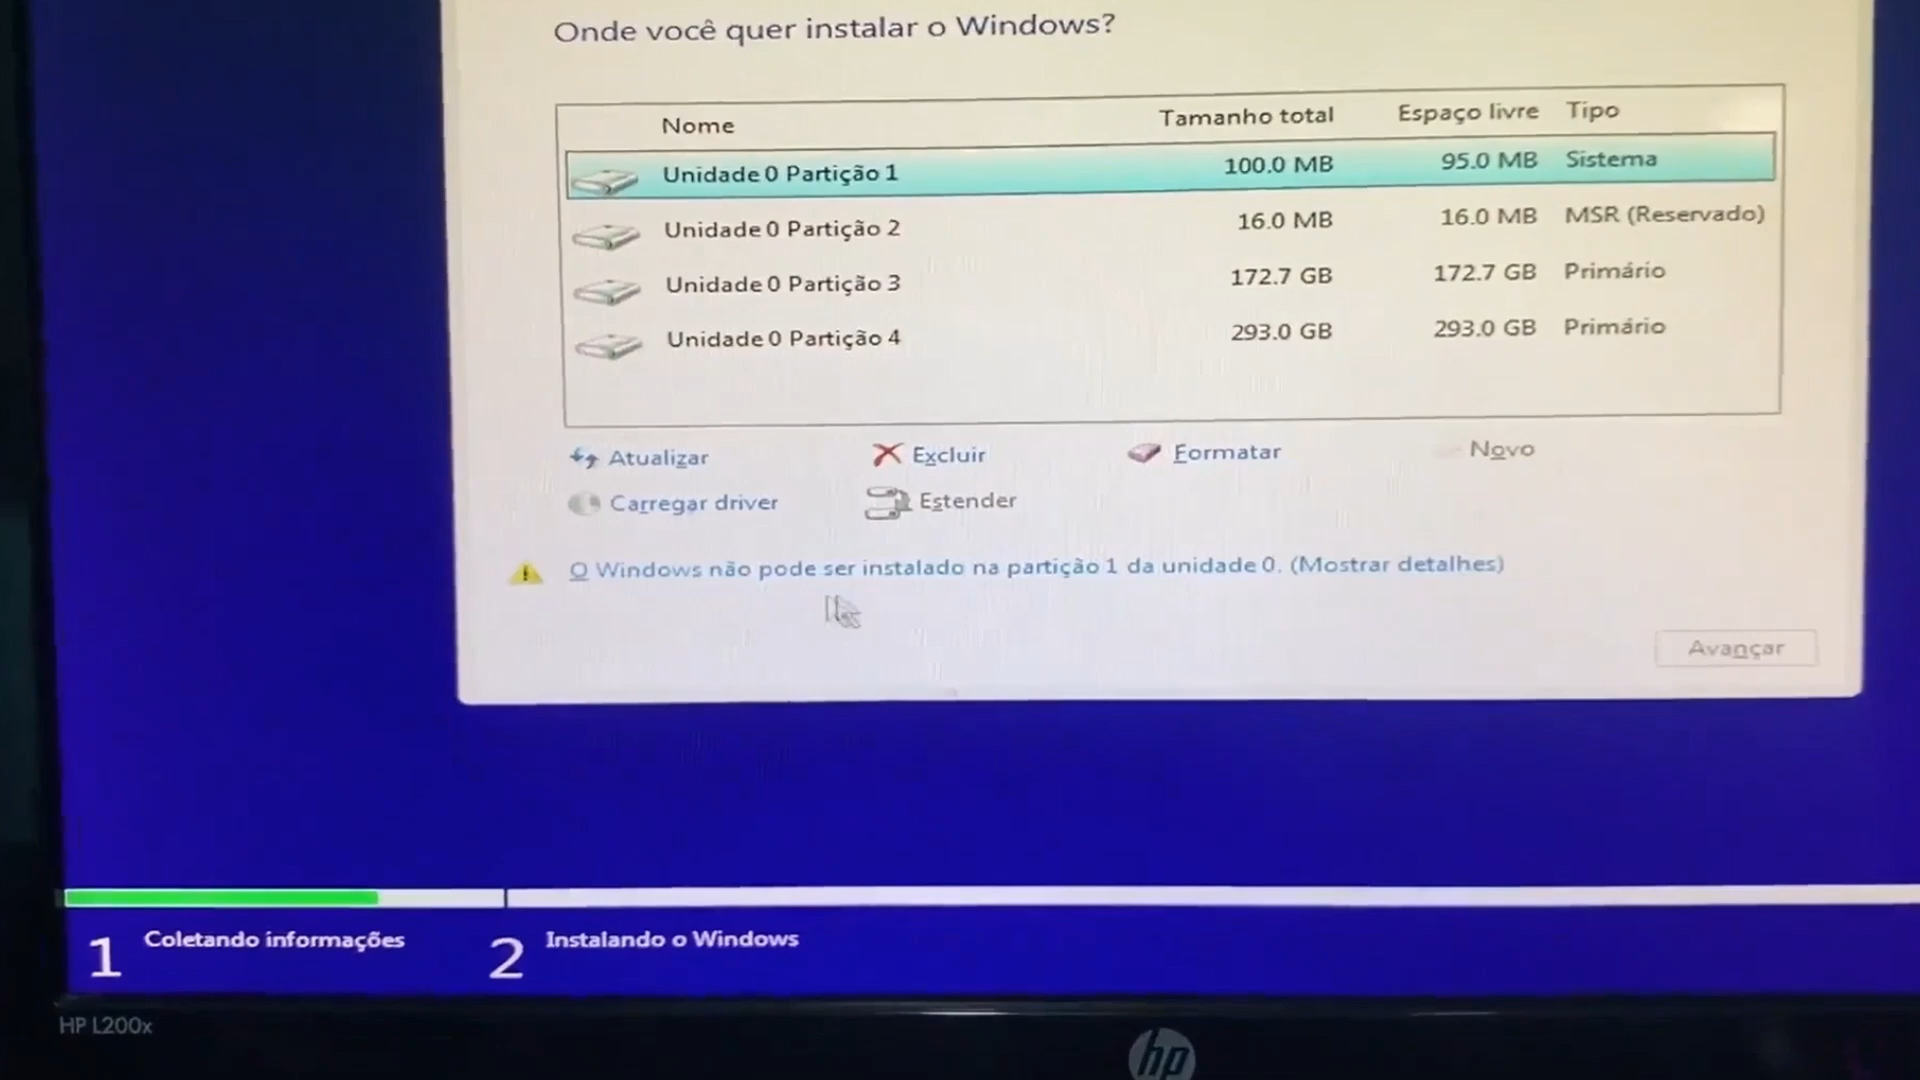 Onde você quer instalar o Windows?
Nome Tamanho total Espaço livre Tipo
Unidade 0 Partição 1 100.0 MB 95.0 MB Sistema
Unidade 0 Partição 2 16.0 MB 16.0 MB MSR (Reservado)
Unidade 0 Partição 3 172.7 GB 172.7 GB Primário
Unidade 0 Partição 4 293.0 GB 293.0 GB Primário
Atualizar Excluir Formatar Novo
Carregar driver Estender
O Windows não pode ser instalado na partição 1 da unidade 0. (Mostrar detalhes)
Avançar
1 Coletando informações 2 Instalando o Windows
HP L200x
hp